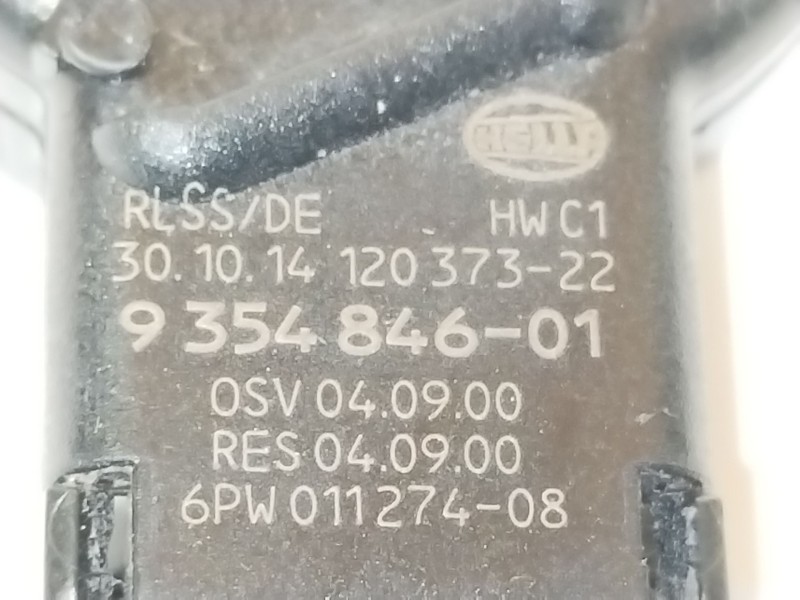 HELLA
RLSS/DE HW C1
30.10.14 120 373-22
9 354 846-01
OSV 04.09.00
RES 04.09.00
6PW 011 274-08